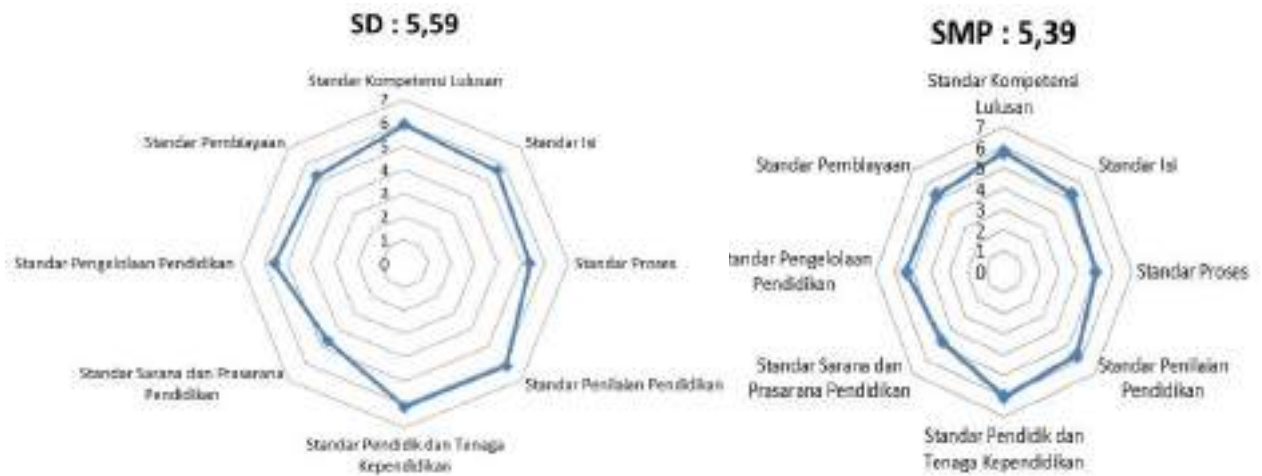 SD : 5,59
Standar Kompetensi Lulusan
7
6
5
4
3
2
1
0
Standar Isi
Standar Proses
Standar Penilaian Pendidikan
Standar Pendidik dan Tenaga
Kependidikan
Standar Sarana dan Prasarana
Pendidikan
Standar Pengelolaan Pendidikan
Standar Pembiayaan
SMP : 5,39
Standar Kompetensi
Lulusan
7
6
5
4
3
2
1
0
Standar Isi
Standar Proses
Standar Penilaian
Pendidikan
Standar Pendidik dan
Tenaga Kependidikan
Standar Sarana dan
Prasarana Pendidikan
tandar Pengelolaan
Pendidikan
Standar Pembiayaan